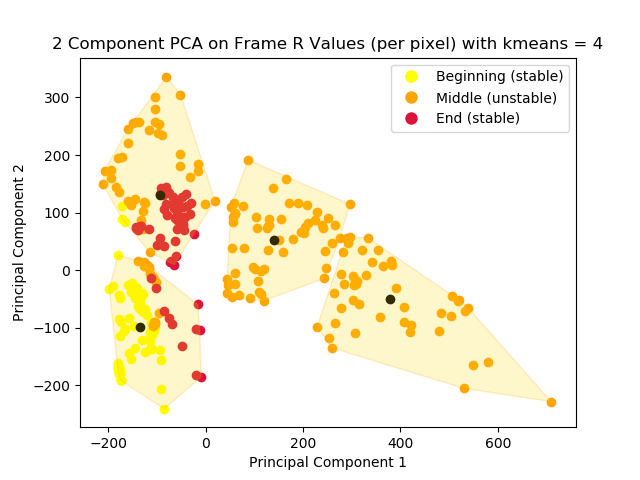 2 Component PCA on Frame R Values (per pixel) with kmeans = 4
Beginning (stable)
Middle (unstable)
End (stable)
Principal Component 2
300
200
100
0
−100
−200
−200
0
200
400
600
Principal Component 1